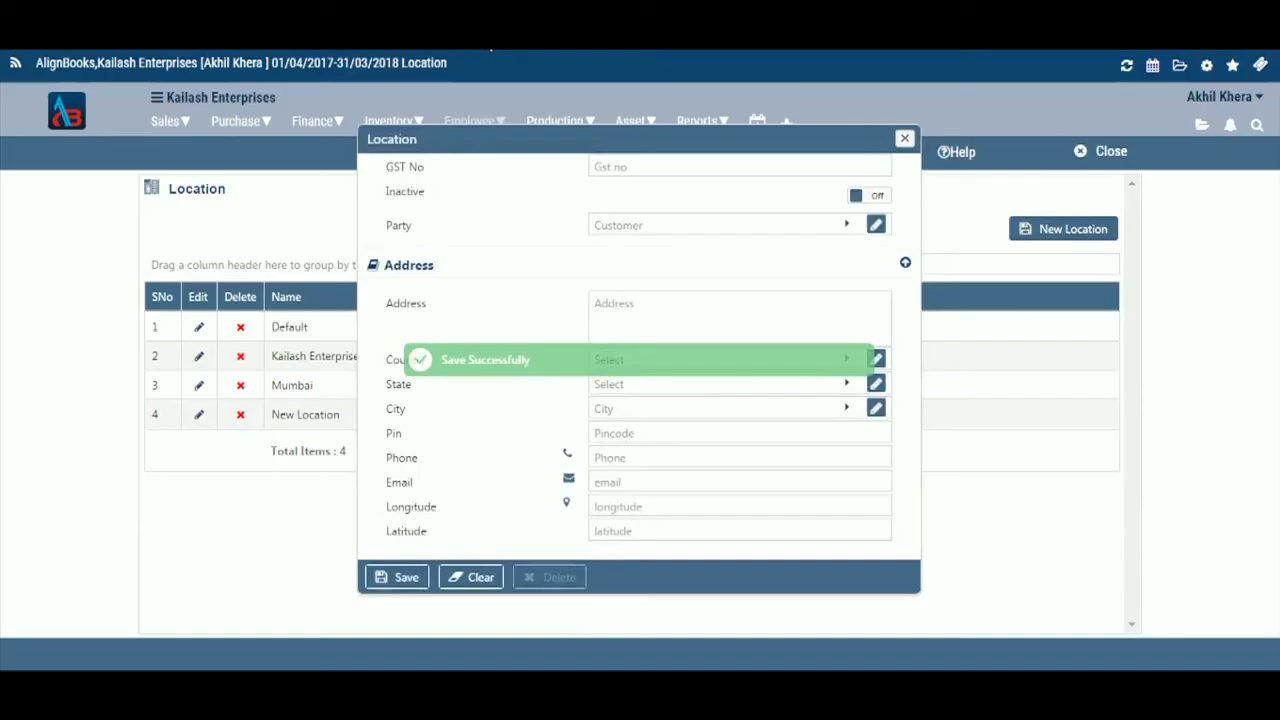 AlignBooks,Kailash Enterprises [Akhil Khera ] 01/04/2017-31/03/2018 Location
Kailash Enterprises
Akhil Khera
Sales Purchase Finance Inventory Employee Production Asset Reports
Location
Help
Close
Location
New Location
Drag a column header here to group by t
SNo Edit Delete Name
1 Default
2 Kailash Enterprise
3 Mumbai
4 New Location
Total Items : 4
GST No Gst no
Inactive Off
Party Customer
Address
Address Address
Cou Select
Save Successfully
State Select
City City
Pin Pincode
Phone Phone
Email email
Longitude longitude
Latitude latitude
Save Clear Delete